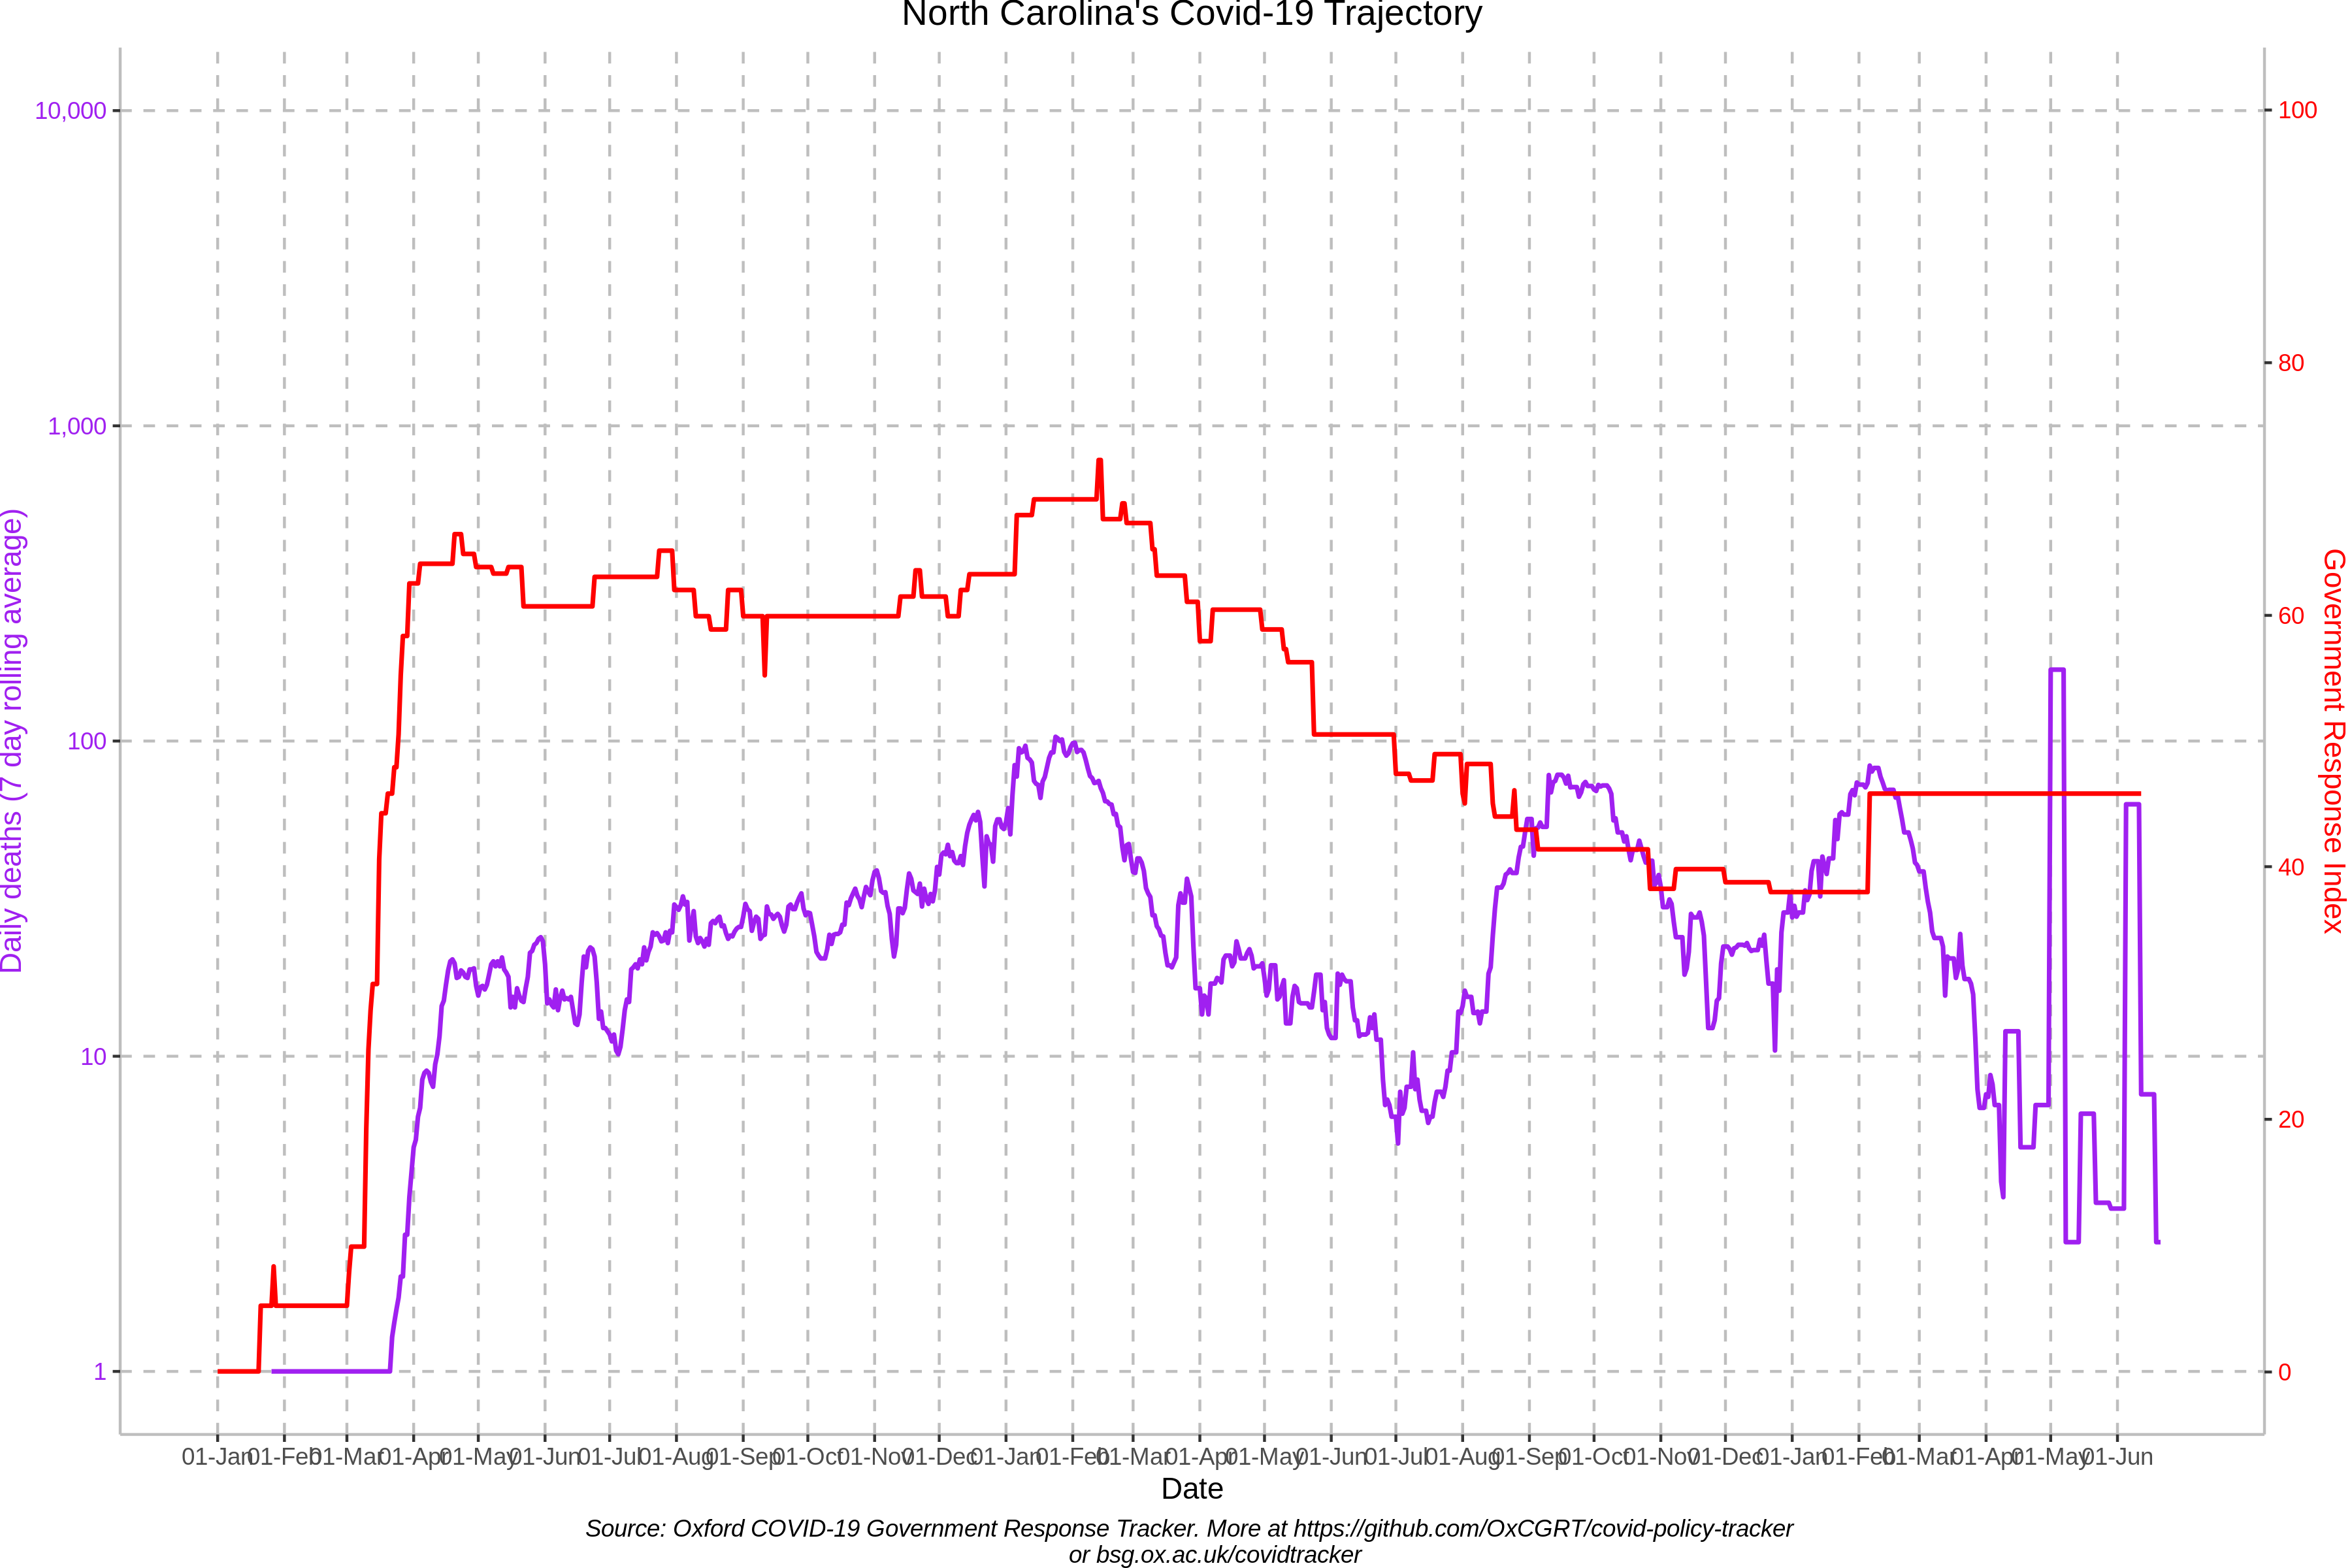 North Carolina's Covid-19 Trajectory
10,000
1,000
100
10
1
Daily deaths (7 day rolling average)
100
80
60
40
20
0
Government Response Index
01-Jan 01-Feb 01-Mar 01-Apr 01-May 01-Jun 01-Jul 01-Aug 01-Sep 01-Oct 01-Nov 01-Dec 01-Jan 01-Feb 01-Mar 01-Apr 01-May 01-Jun 01-Jul 01-Aug 01-Sep 01-Oct 01-Nov 01-Dec 01-Jan 01-Feb 01-Mar 01-Apr 01-May 01-Jun
Date
Source: Oxford COVID-19 Government Response Tracker. More at https://github.com/OxCGRT/covid-policy-tracker
or bsg.ox.ac.uk/covidtracker